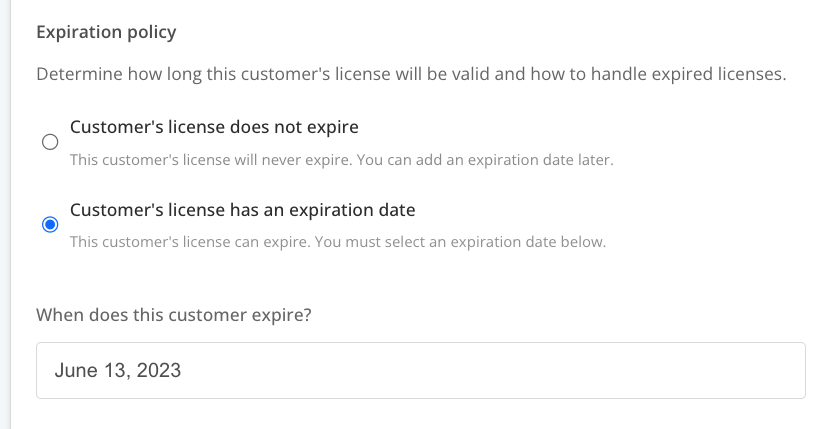 Expiration policy
Determine how long this customer's license will be valid and how to handle expired licenses.
Customer's license does not expire
This customer's license will never expire. You can add an expiration date later.
Customer's license has an expiration date
This customer's license can expire. You must select an expiration date below.
When does this customer expire?
June 13, 2023